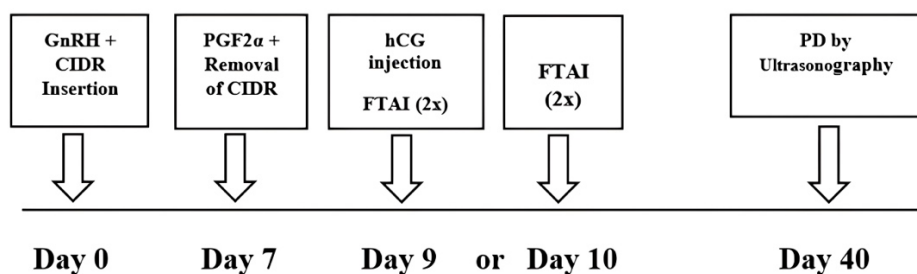 GnRH +
CIDR
Insertion
PGF2α +
Removal
of CIDR
hCG
injection
FTAI (2x)
FTAI
(2x)
PD by
Ultrasonography
Day 0 Day 7 Day 9 or Day 10 Day 40